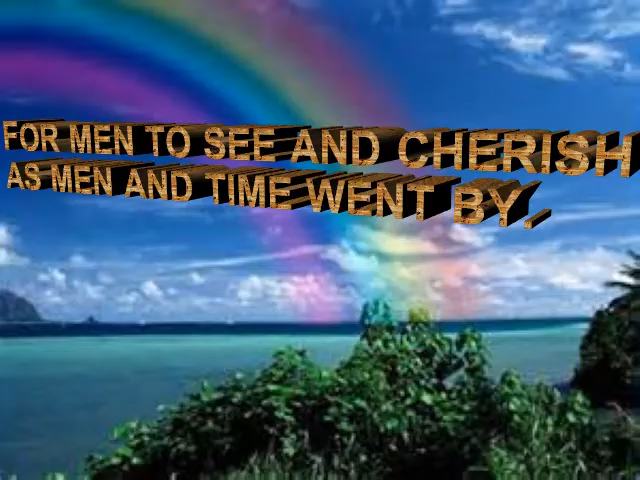 FOR MEN TO SEE AND CHERISH
AS MEN AND TIME WENT BY.